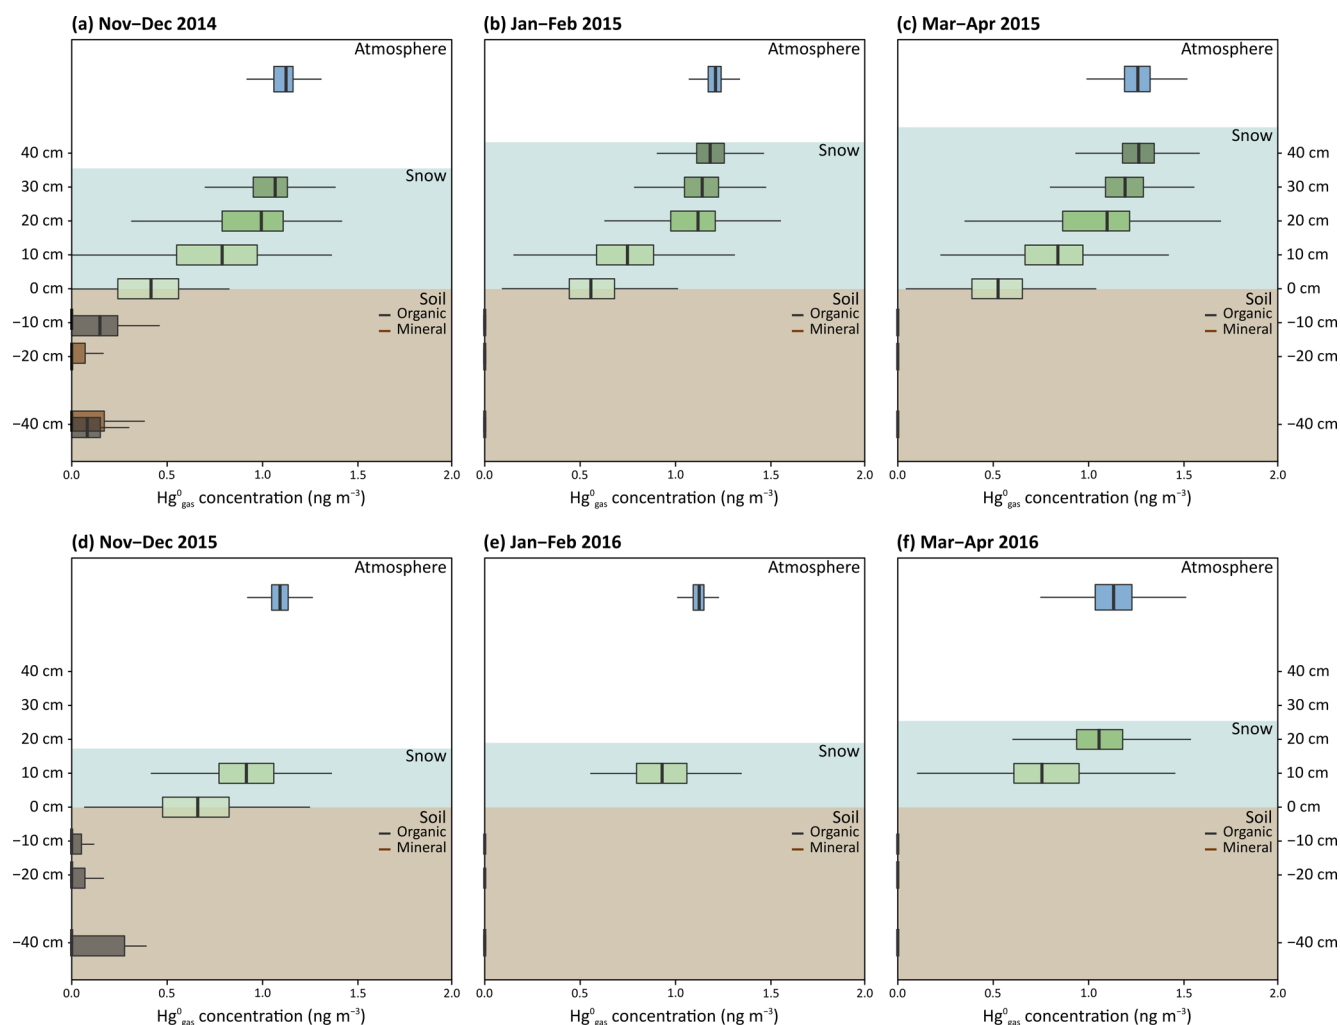 (a) Nov–Dec 2014
Atmosphere
40 cm
30 cm
20 cm
10 cm
0 cm
−10 cm
−20 cm
−40 cm
Snow
Soil
Organic
Mineral
0.0 0.5 1.0 1.5 2.0
Hg⁰gas concentration (ng m⁻³)
(b) Jan–Feb 2015
Atmosphere
Snow
Soil
Organic
Mineral
0.0 0.5 1.0 1.5 2.0
Hg⁰gas concentration (ng m⁻³)
(c) Mar–Apr 2015
Atmosphere
Snow
Soil
Organic
Mineral
40 cm
30 cm
20 cm
10 cm
0 cm
−10 cm
−20 cm
−40 cm
0.0 0.5 1.0 1.5 2.0
Hg⁰gas concentration (ng m⁻³)
(d) Nov–Dec 2015
Atmosphere
40 cm
30 cm
20 cm
10 cm
0 cm
−10 cm
−20 cm
−40 cm
Snow
Soil
Organic
Mineral
0.0 0.5 1.0 1.5 2.0
Hg⁰gas concentration (ng m⁻³)
(e) Jan–Feb 2016
Atmosphere
Snow
Soil
Organic
Mineral
0.0 0.5 1.0 1.5 2.0
Hg⁰gas concentration (ng m⁻³)
(f) Mar–Apr 2016
Atmosphere
Snow
Soil
Organic
Mineral
40 cm
30 cm
20 cm
10 cm
0 cm
−10 cm
−20 cm
−40 cm
0.0 0.5 1.0 1.5 2.0
Hg⁰gas concentration (ng m⁻³)